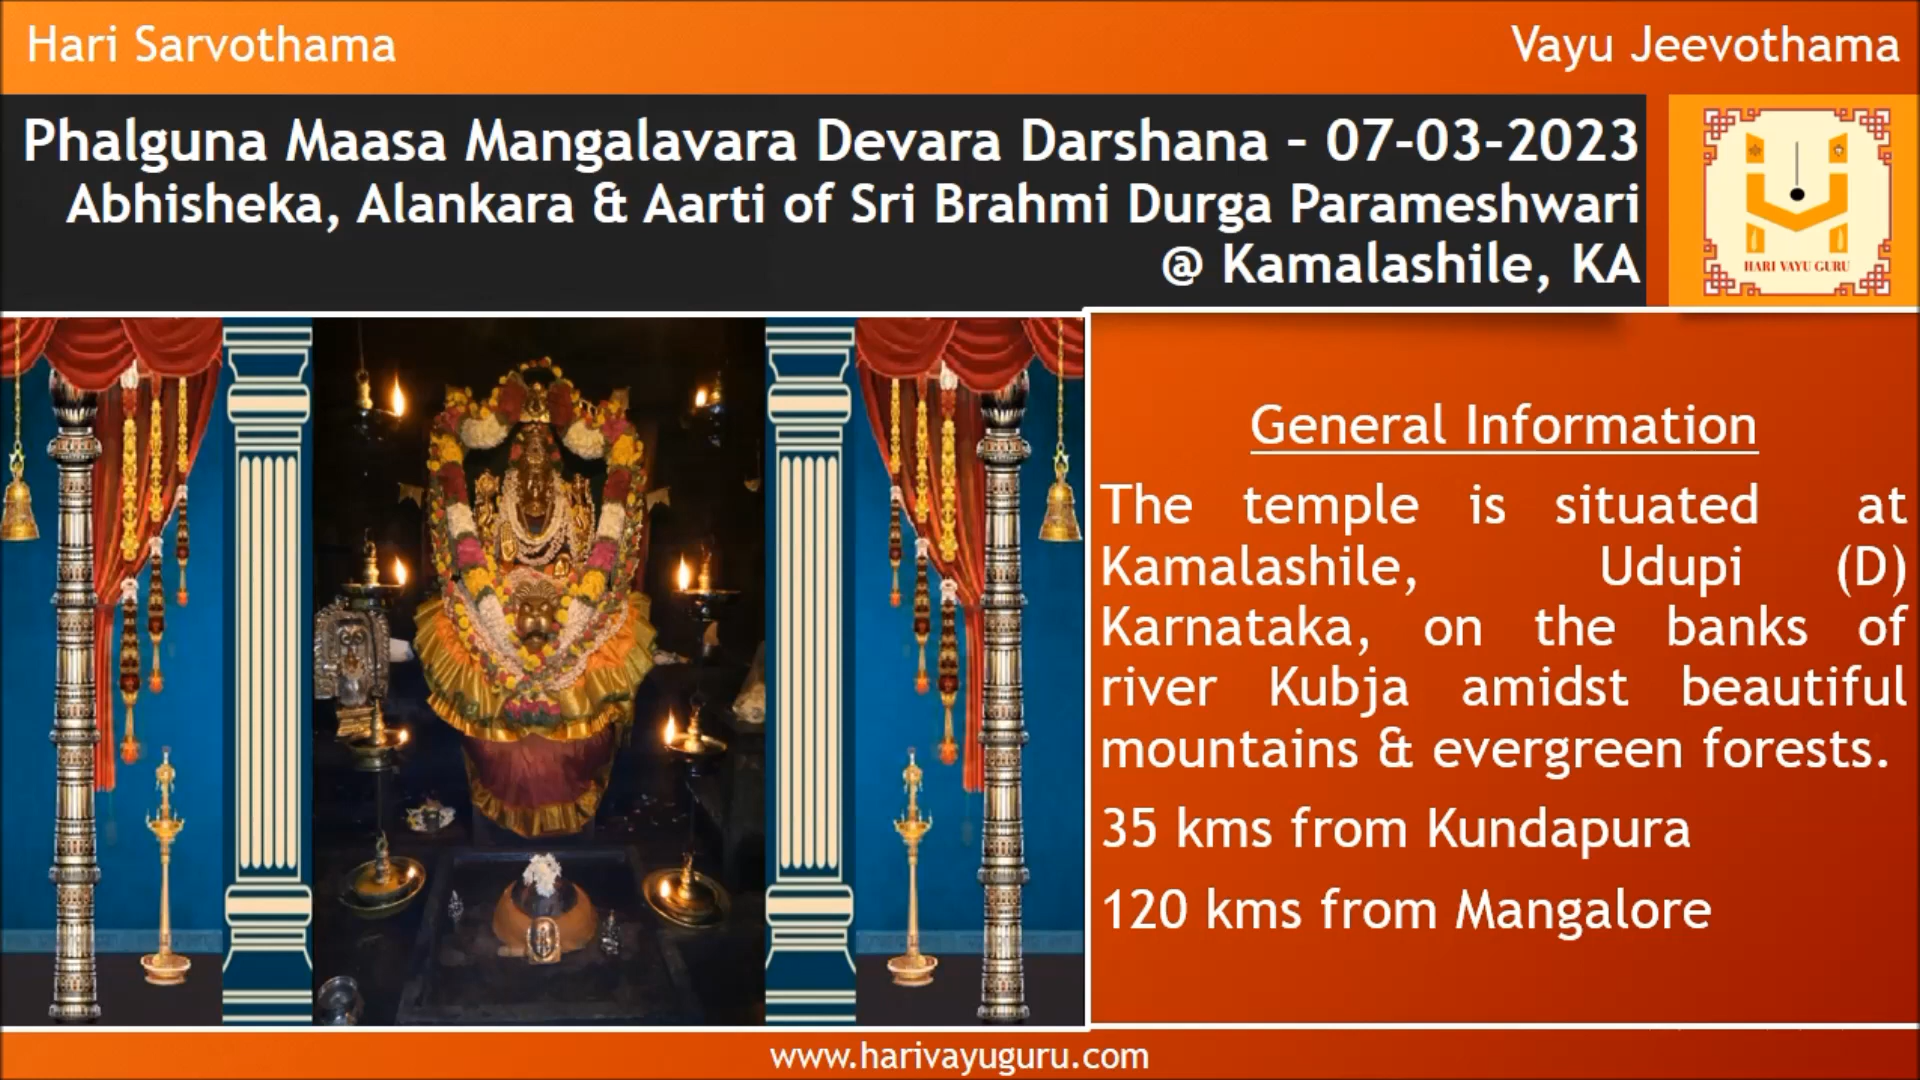 Hari Sarvothama
Vayu Jeevothama
Phalguna Maasa Mangalavara Devara Darshana - 07-03-2023
Abhisheka, Alankara & Aarti of Sri Brahmi Durga Parameshwari
@ Kamalashile, KA
HARI VAYU GURU
General Information
The temple is situated at
Kamalashile, Udupi (D)
Karnataka, on the banks of
river Kubja amidst beautiful
mountains & evergreen forests.
35 kms from Kundapura
120 kms from Mangalore
www.harivayuguru.com